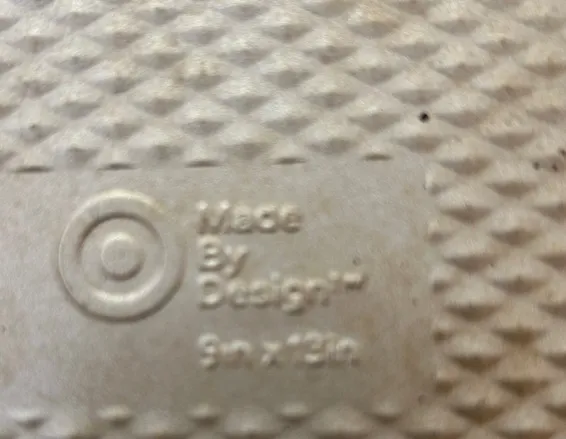 Made
By
Design™
9in x 13in